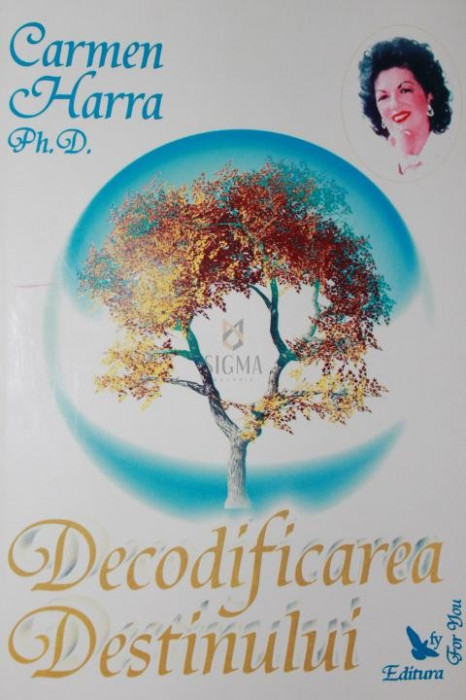 Carmen
Harra
Ph.D.
SIGMA
Decodificarea
Destinului
fy
Editura
For You